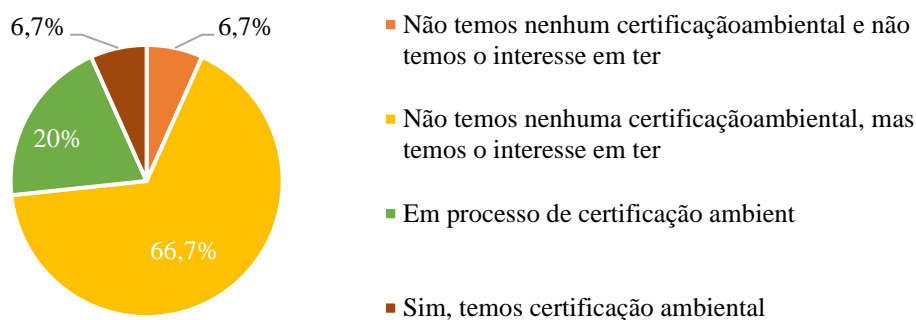 6,7%
6,7%
20%
66,7%
Não temos nenhum certificaçãoambiental e não
temos o interesse em ter
Não temos nenhuma certificaçãoambiental, mas
temos o interesse em ter
Em processo de certificação ambient
Sim, temos certificação ambiental